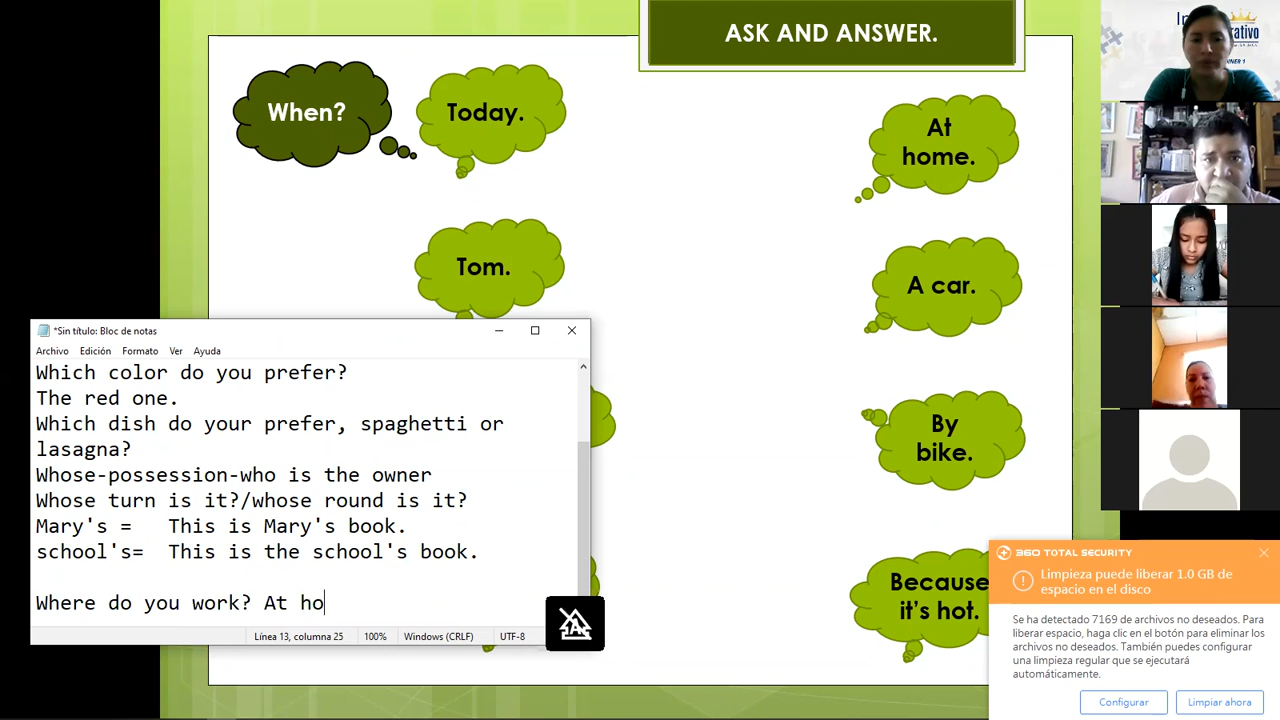 ASK AND ANSWER.
When?
Today.
At
home.
Tom.
A car.
By
bike.
Because
it's hot.
*Sin título: Bloc de notas
Archivo Edición Formato Ver Ayuda
Which color do you prefer?
The red one.
Which dish do your prefer, spaghetti or
lasagna?
Whose-possession-who is the owner
Whose turn is it?/whose round is it?
Mary's = This is Mary's book.
school's= This is the school's book.
Where do you work? At ho
Línea 13, columna 25 100% Windows (CRLF) UTF-8
360 TOTAL SECURITY
Limpieza puede liberar 1.0 GB de
espacio en el disco
Se ha detectado 7169 de archivos no deseados. Para
liberar espacio, haga clic en el botón para eliminar los
archivos no deseados. También puedes configurar
una limpieza regular que se ejecutará
automáticamente.
Configurar Limpiar ahora